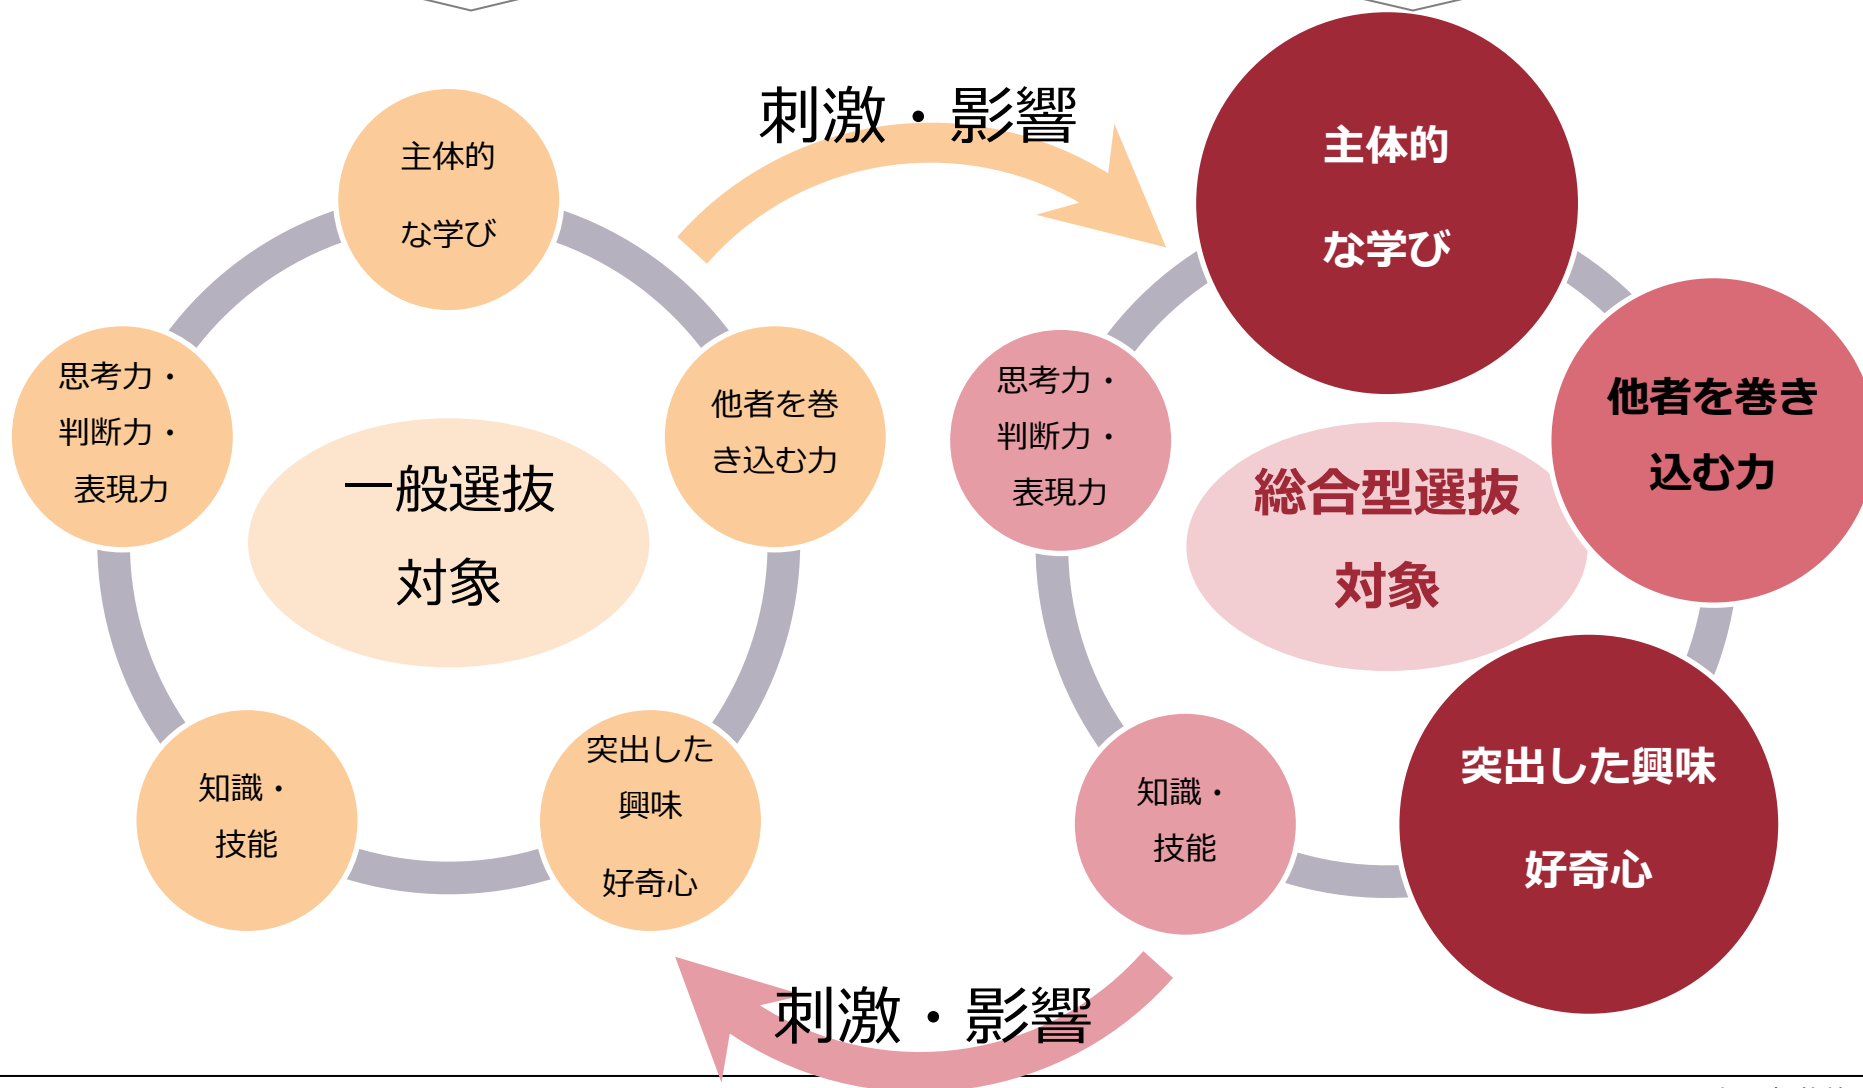 刺激・影響
主体的
な学び
思考力・
判断力・
表現力
他者を巻
き込む力
一般選抜
対象
知識・
技能
突出した
興味
好奇心
主体的
な学び
思考力・
判断力・
表現力
他者を巻き
込む力
総合型選抜
対象
知識・
技能
突出した興味
好奇心
刺激・影響